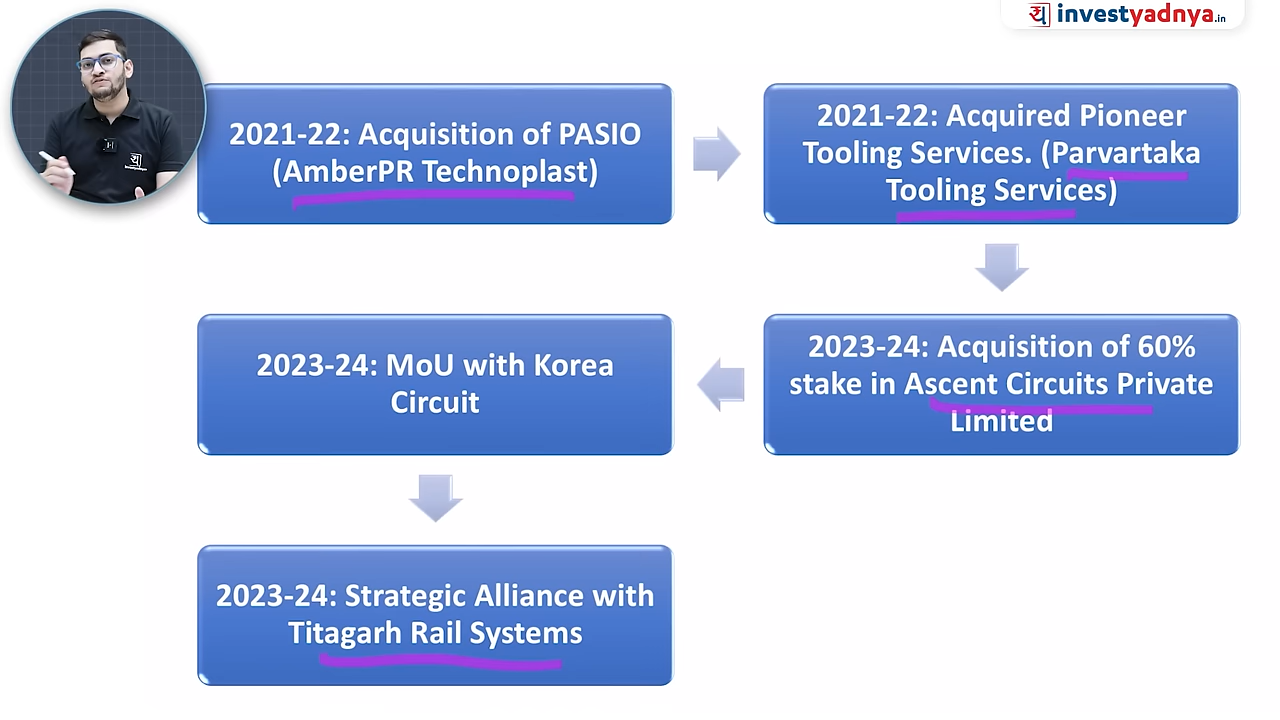 investyadnya.in
2021-22: Acquisition of PASIO
(AmberPR Technoplast)
2021-22: Acquired Pioneer
Tooling Services. (Parvartaka
Tooling Services)
2023-24: MoU with Korea
Circuit
2023-24: Acquisition of 60%
stake in Ascent Circuits Private
Limited
2023-24: Strategic Alliance with
Titagarh Rail Systems